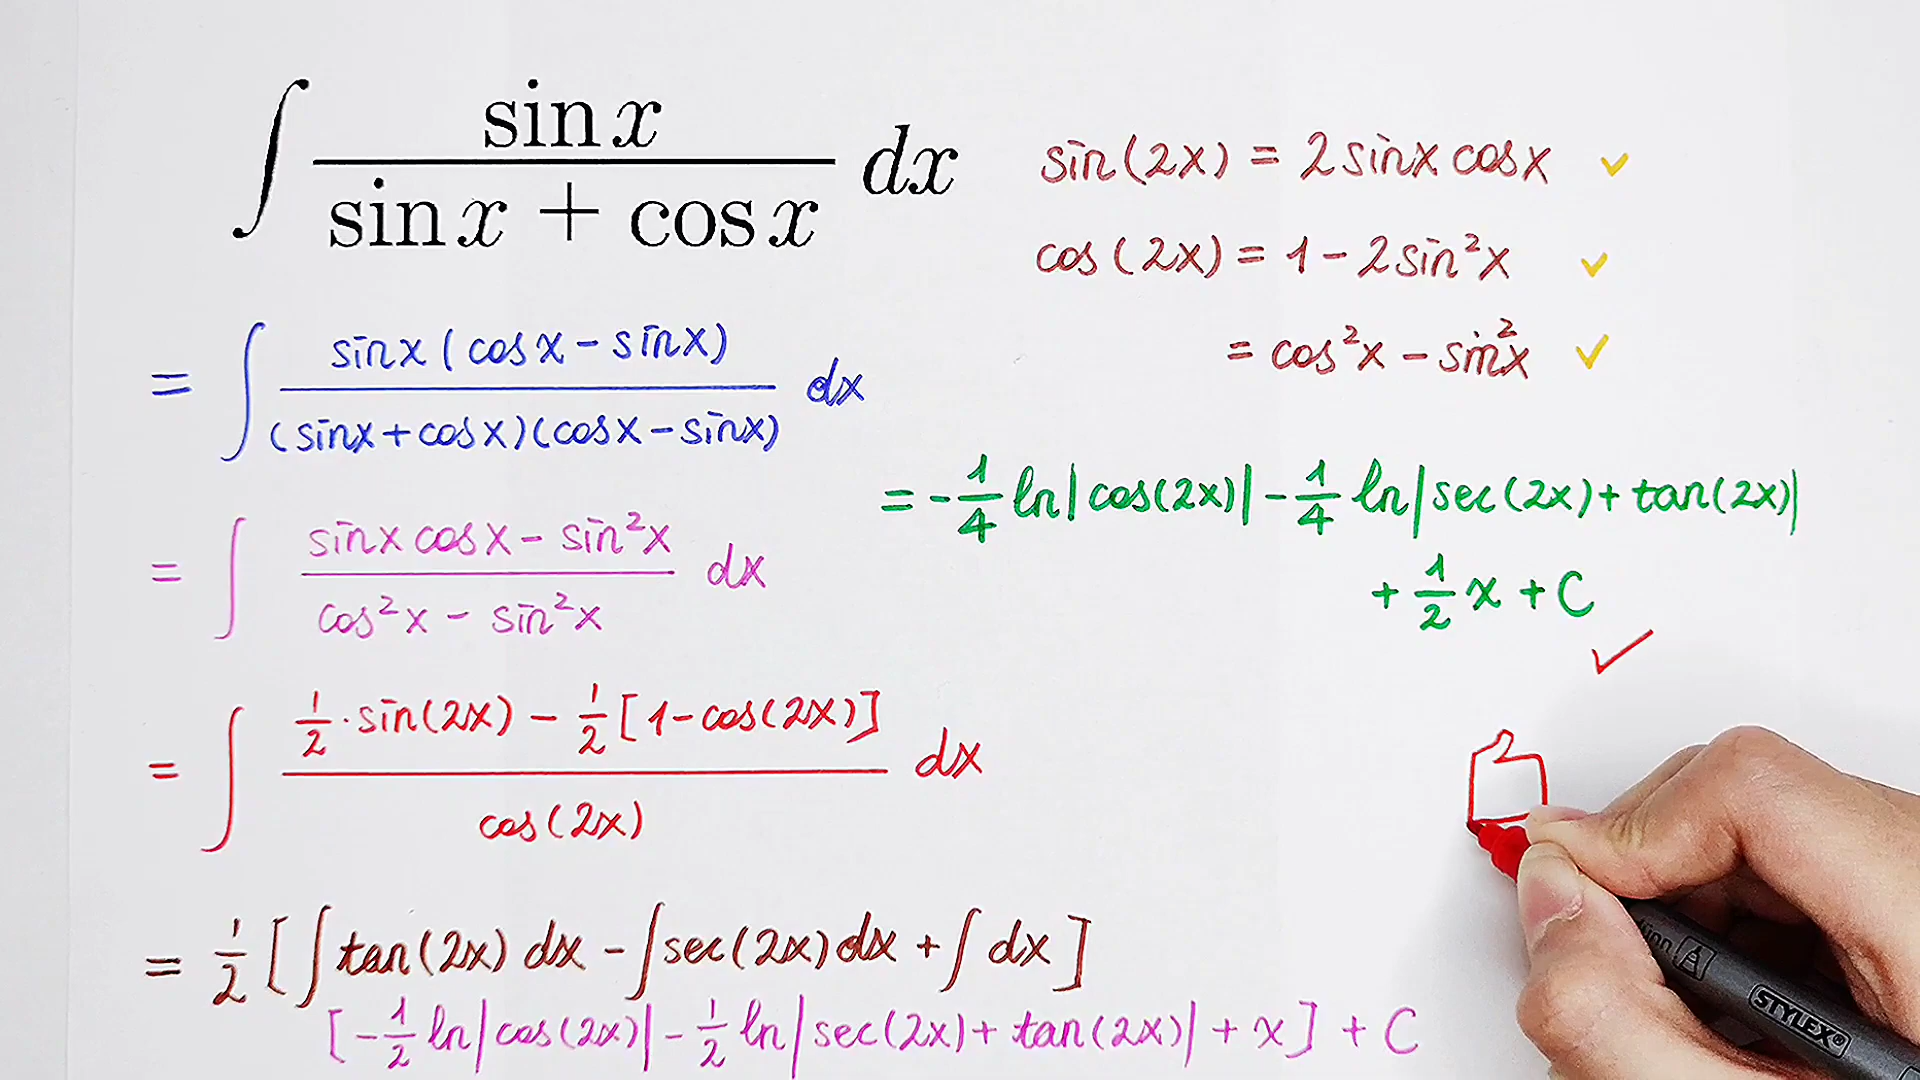 ∫ sin x / (sin x + cos x) dx
= ∫ sinx(cosx − sinx) / (sinx+cosx)(cosx−sinx) dx
= ∫ (sinx cosx − sin²x) / (cos²x − sin²x) dx
= ∫ (1/2 · sin(2x) − 1/2 [1−cos(2x)]) / cos(2x) dx
= 1/2 [∫tan(2x) dx − ∫sec(2x) dx + ∫dx]
[−1/2 ln|cos(2x)| − 1/2 ln|sec(2x)+tan(2x)| + x] + C
sin(2x) = 2sinx cosx ✓
cos(2x) = 1 − 2sin²x ✓
= cos²x − sin²x ✓
= −1/4 ln|cos(2x)| − 1/4 ln|sec(2x)+tan(2x)|
+ 1/2 x + C
✓
A
STYLEX®